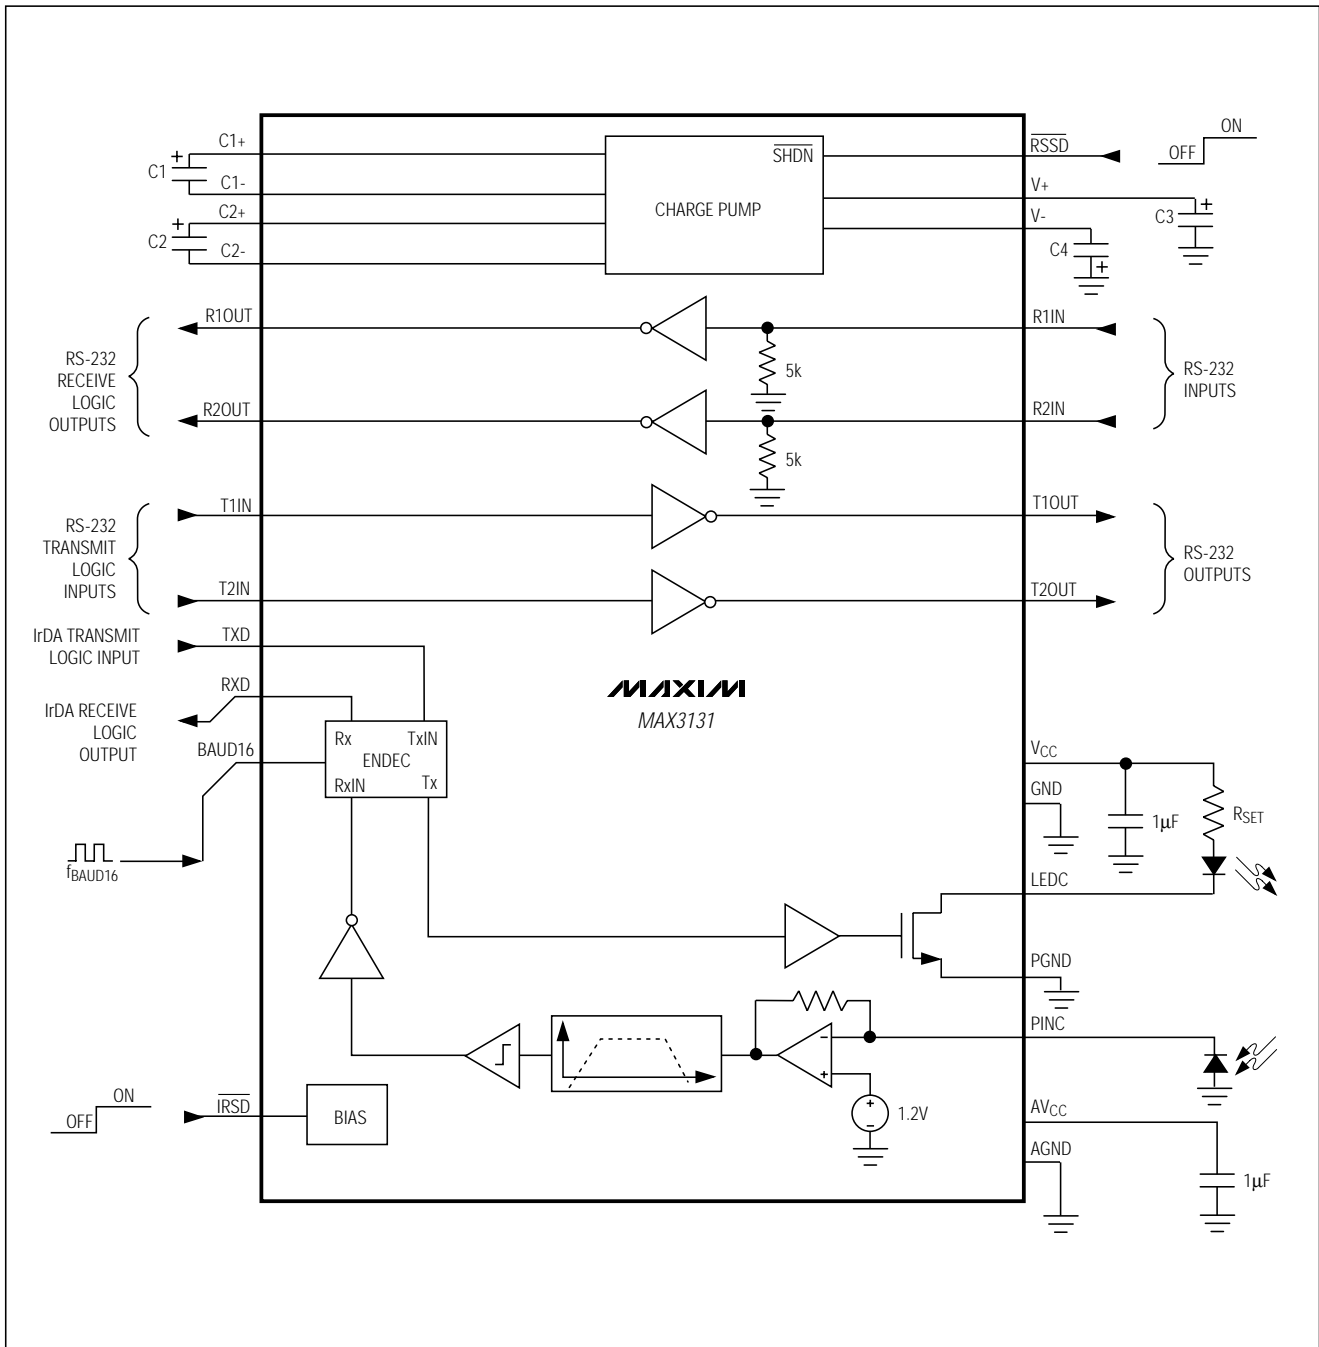 C1+
C1
C1-
C2+
C2
C2-
CHARGE PUMP
SHDN
RSSD
OFF
ON
V+
V-
C3
C4
R1OUT
R1IN
5k
RS-232
RECEIVE
LOGIC
OUTPUTS
RS-232
INPUTS
R2OUT
R2IN
5k
T1IN
T1OUT
RS-232
TRANSMIT
LOGIC
INPUTS
RS-232
OUTPUTS
T2IN
T2OUT
IrDA TRANSMIT
LOGIC INPUT
TXD
RXD
IrDA RECEIVE
LOGIC
OUTPUT
BAUD16
Rx
TxIN
ENDEC
RxIN
Tx
fBAUD16
MAXIM
MAX3131
VCC
GND
1µF
RSET
LEDC
PGND
PINC
1.2V
AVCC
AGND
1µF
OFF
ON
IRSD
BIAS